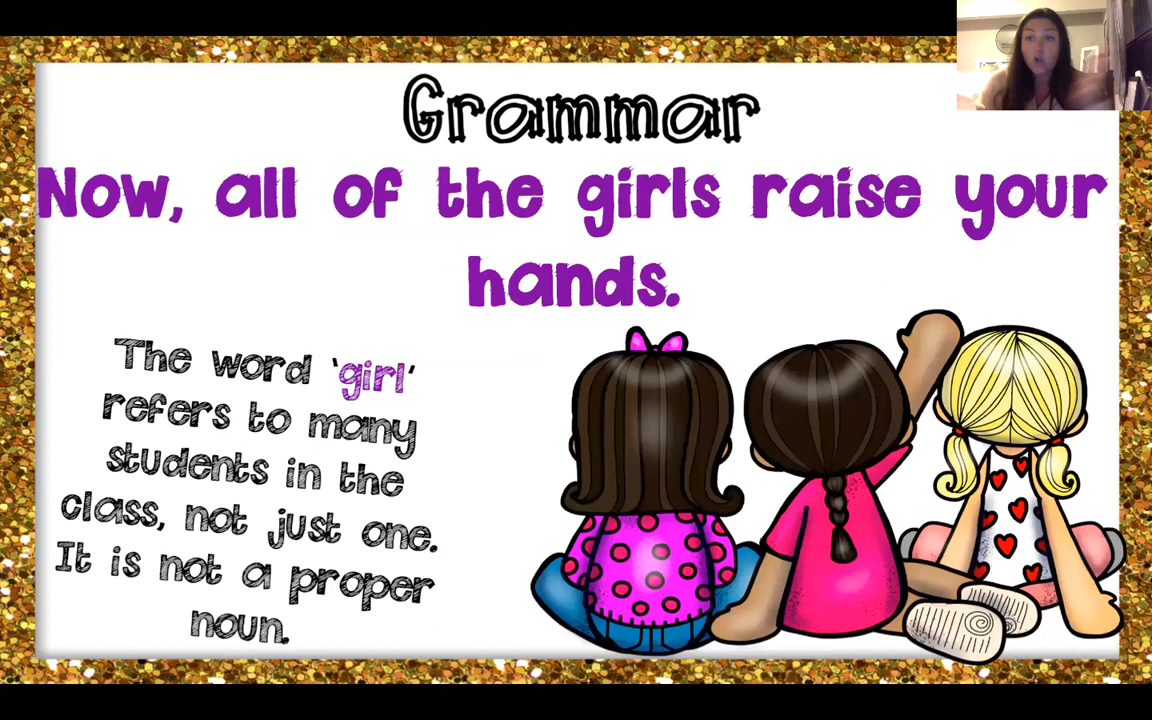 Grammar
Now, all of the girls raise your
hands.
The word 'girl'
refers to many
students in the
class, not just one.
It is not a proper
noun.